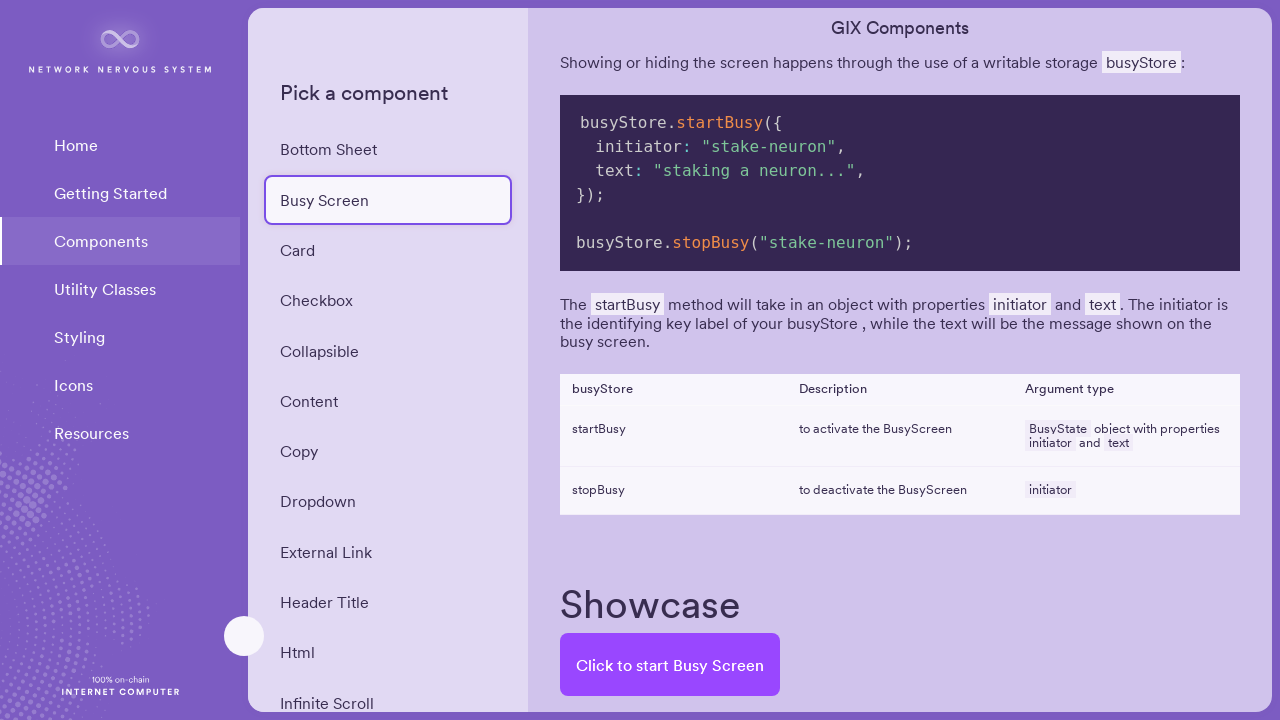 NETWORK NERVOUS SYSTEM
Home
Getting Started
Components
Utility Classes
Styling
Icons
Resources
100% on-chain
INTERNET COMPUTER
Pick a component
Bottom Sheet
Busy Screen
Card
Checkbox
Collapsible
Content
Copy
Dropdown
External Link
Header Title
Html
Infinite Scroll
GIX Components
Showing or hiding the screen happens through the use of a writable storage busyStore :
busyStore.startBusy({
initiator: "stake-neuron",
text: "staking a neuron...",
});
busyStore.stopBusy("stake-neuron");
The startBusy method will take in an object with properties initiator and text . The initiator is
the identifying key label of your busyStore , while the text will be the message shown on the
busy screen.
busyStore Description Argument type
startBusy to activate the BusyScreen BusyState object with properties
initiator and text
stopBusy to deactivate the BusyScreen initiator
Showcase
Click to start Busy Screen